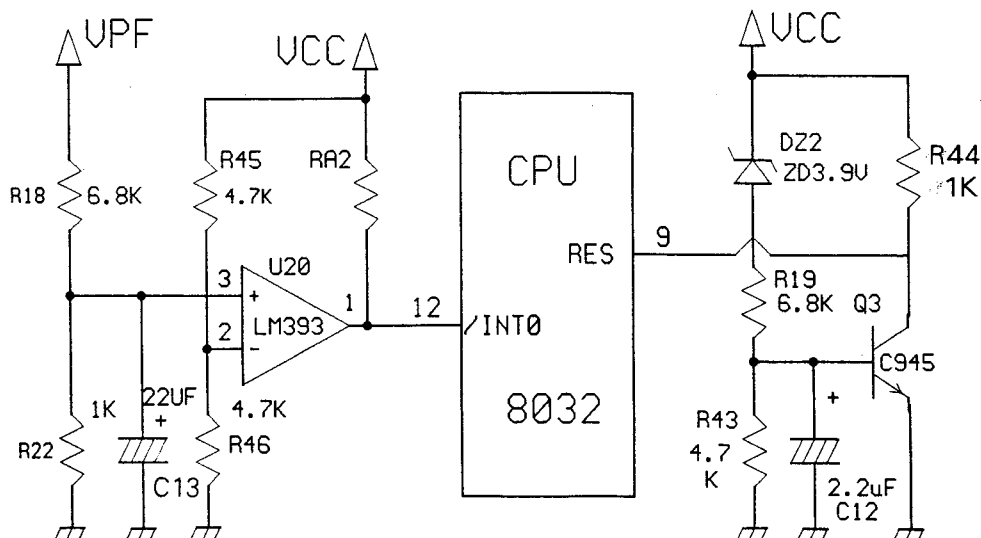 VPF
VCC
VCC
R18
6.8K
R45
4.7K
RA2
CPU
8032
RES
9
DZ2
ZD3.9V
R44
1K
U20
3
+
LM393
2
-
1
12
/INT0
R19
6.8K
Q3
C945
R22
1K
22UF
+
C13
4.7K
R46
R43
4.7
K
+
2.2uF
C12